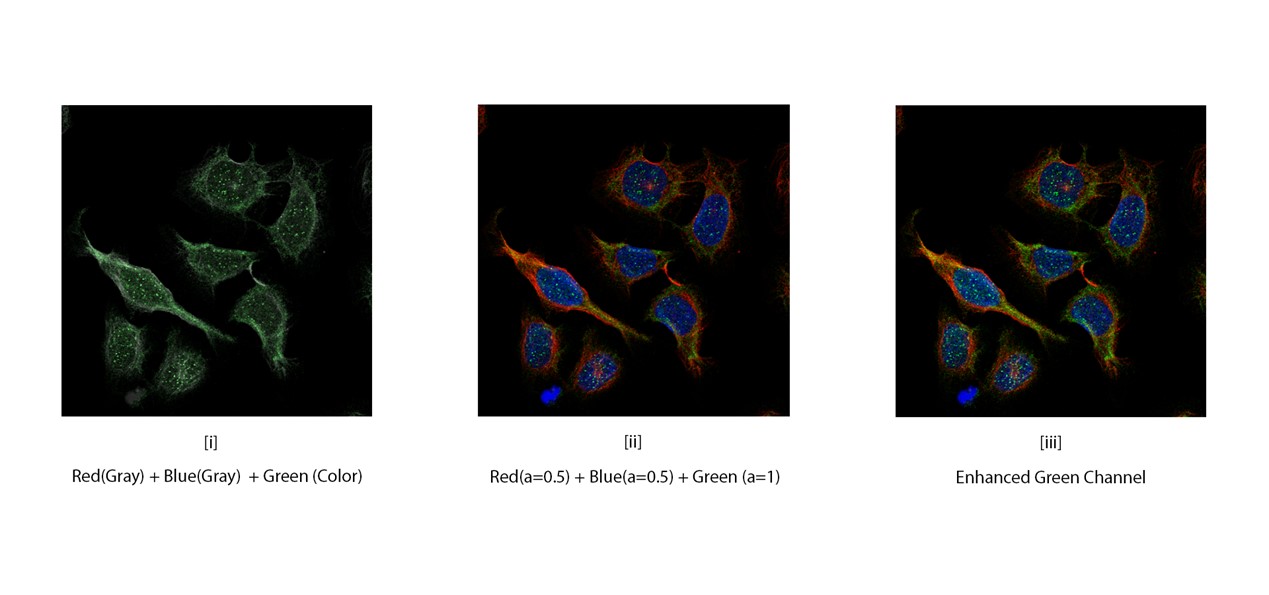 [i]
[ii]
[iii]
Red(Gray) + Blue(Gray)  + Green (Color)
Red(a=0.5) + Blue(a=0.5) + Green (a=1)
Enhanced Green Channel